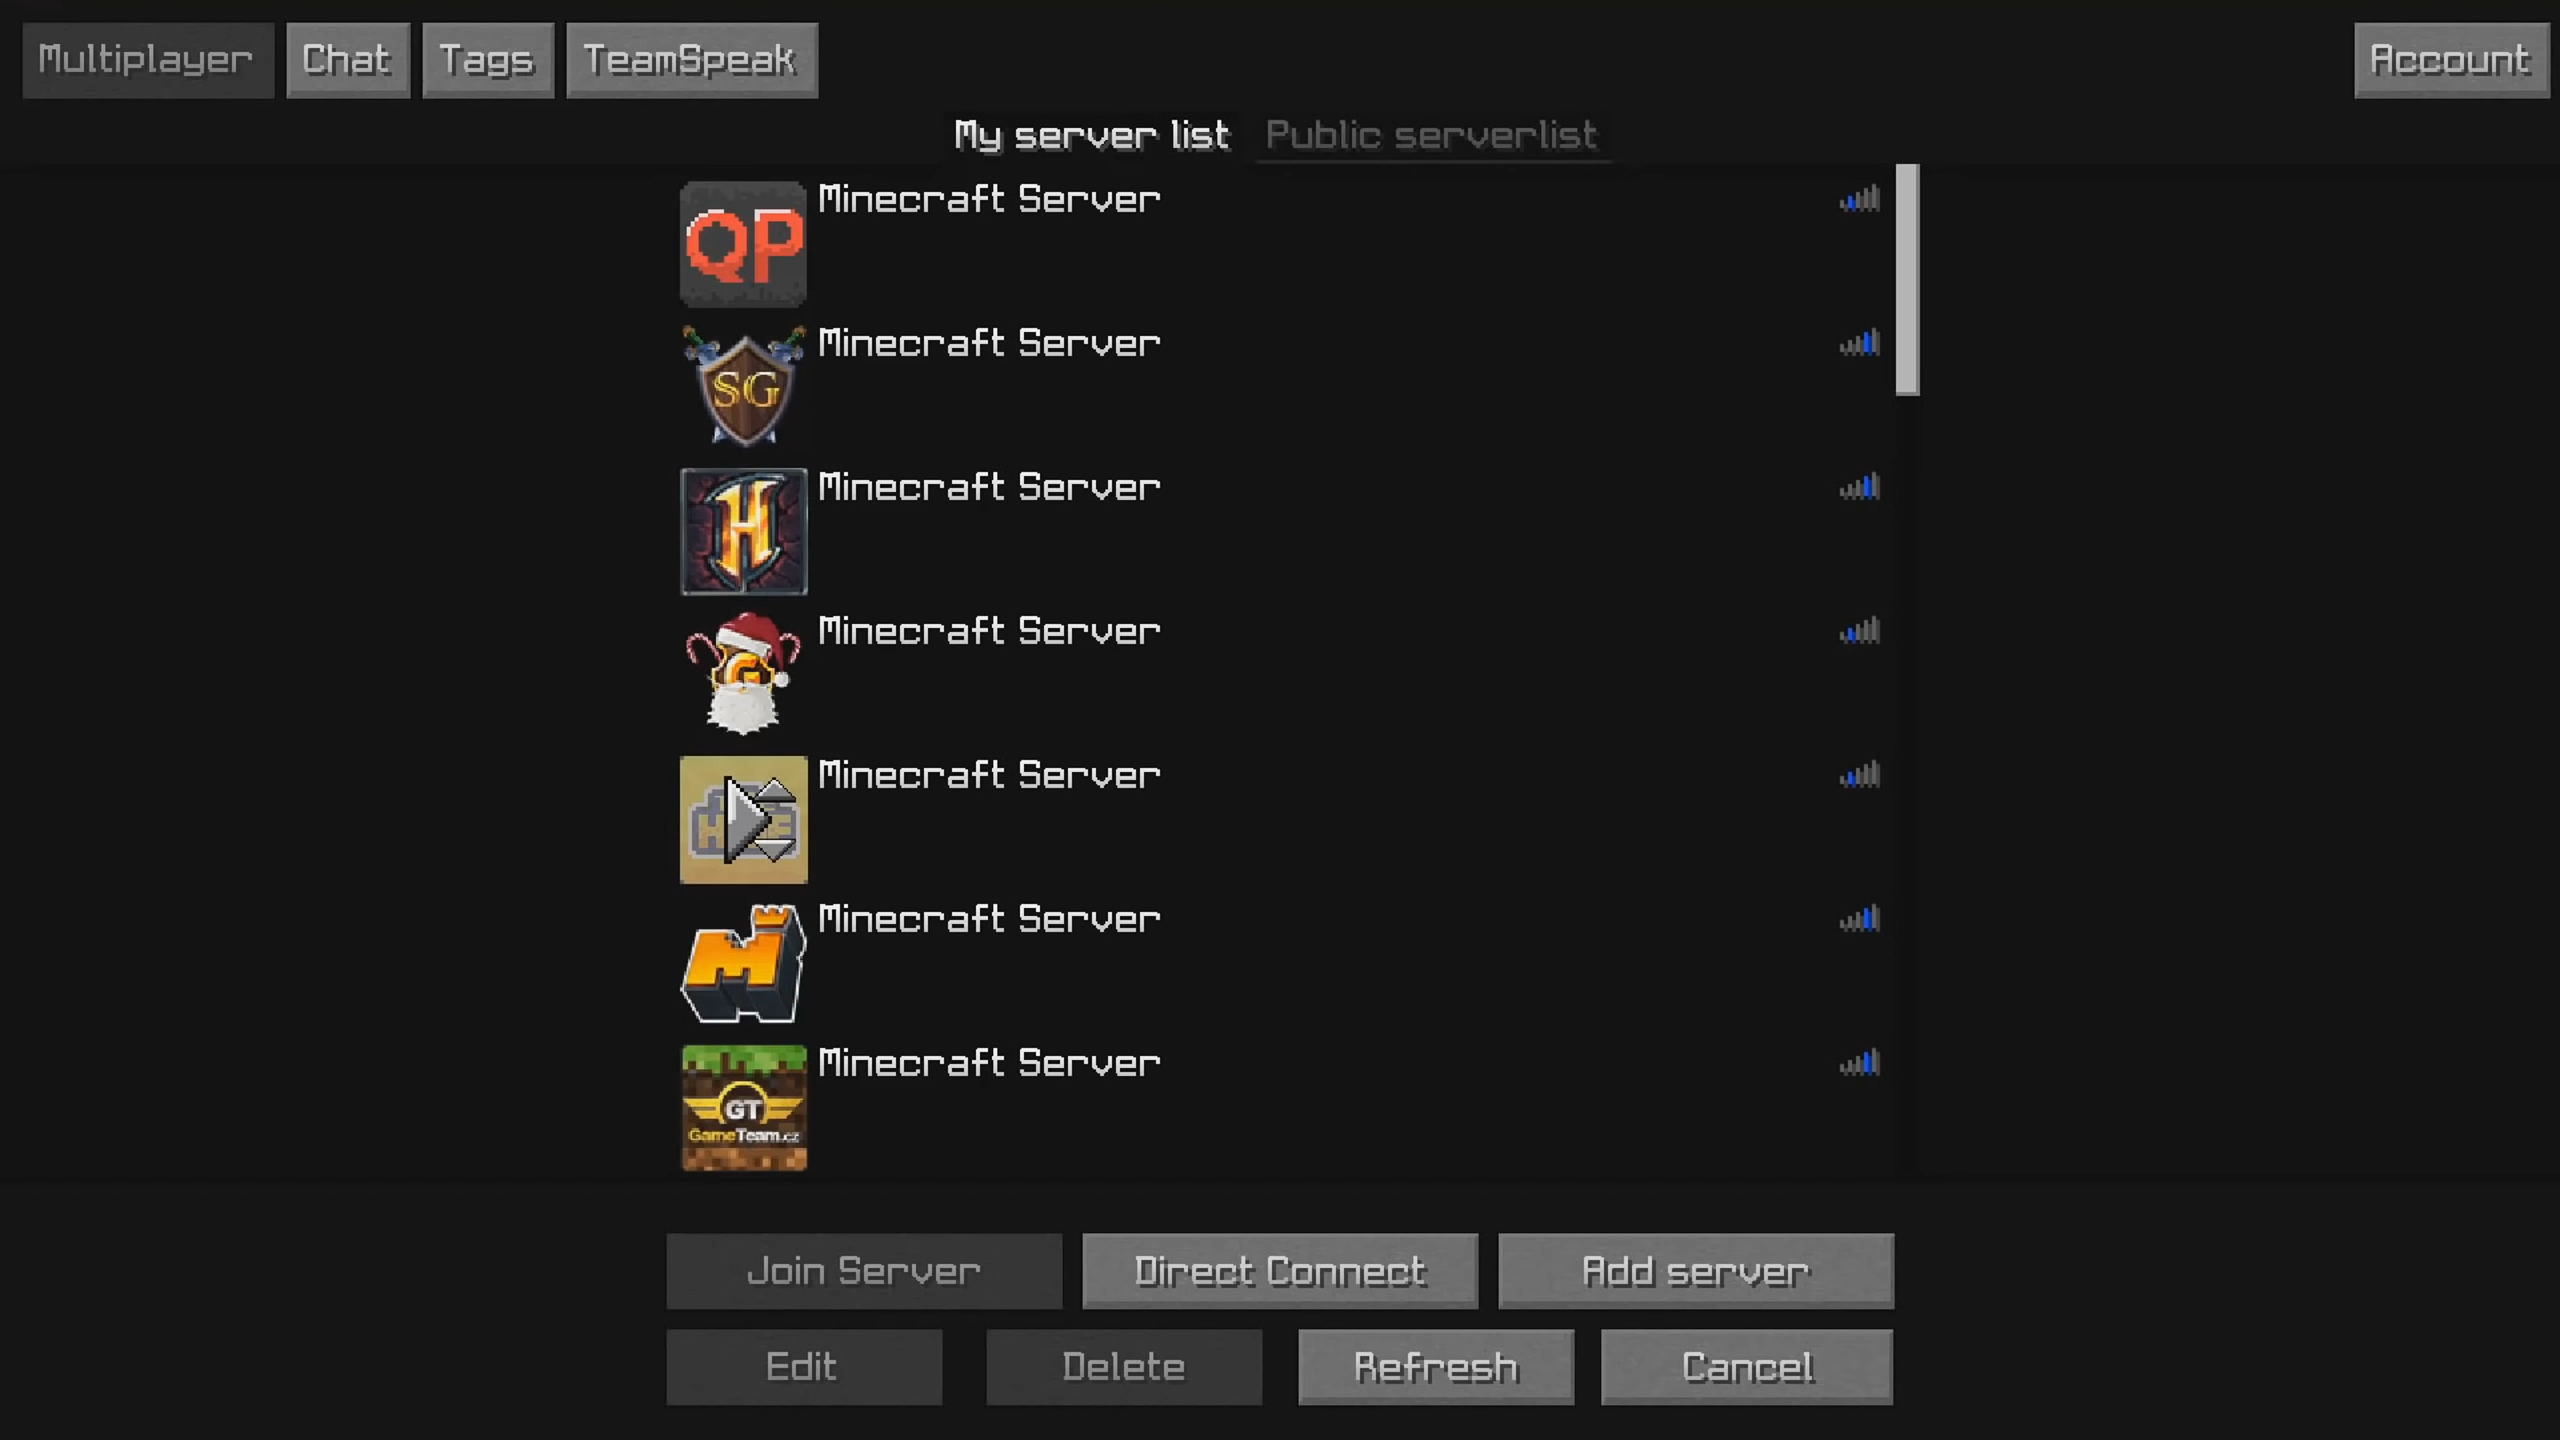 Multiplayer Chat Tags TeamSpeak Account
My server list Public serverlist
QP Minecraft Server
SG Minecraft Server
H Minecraft Server
G Minecraft Server
Minecraft Server
M Minecraft Server
Minecraft Server
GT
GameTeam.cz
Join Server Direct Connect Add server
Edit Delete Refresh Cancel